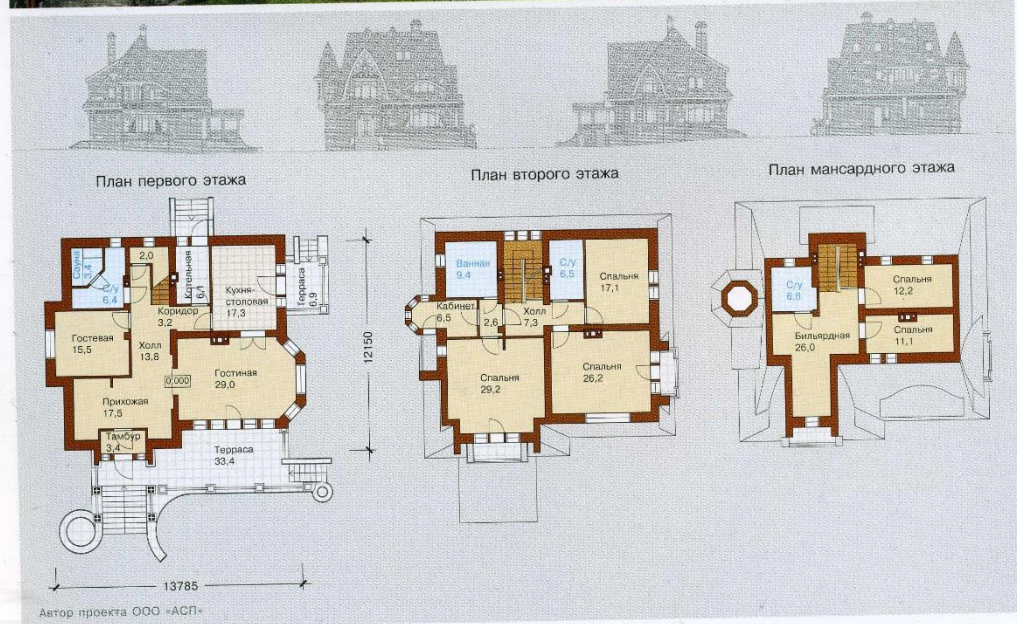 План первого этажа
План второго этажа
План мансардного этажа
Сауна
3,4
2,0
С/у
6,4
Котельная
6,1
Кухня-
столовая
17,3
Терраса
6,9
Коридор
3,2
Гостевая
15,5
Холл
13,8
Гостиная
29,0
0,000
Прихожая
17,5
Тамбур
3,4
Терраса
33,4
12150
13785
Ванная
9.4
С/у
6,5
Спальня
17,1
Кабинет
6,5
2,6
Холл
7,3
Спальня
29,2
Спальня
26,2
С/у
6,8
Спальня
12,2
Бильярдная
26,0
Спальня
11,1
Автор проекта ООО «АСП»